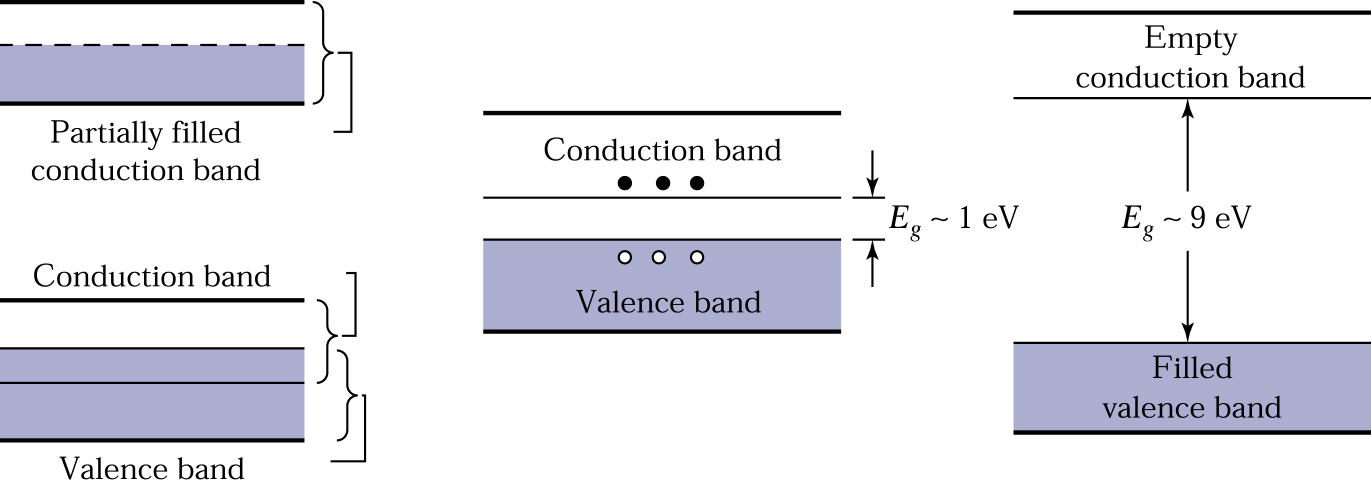 Partially filled
conduction band
Conduction band
Valence band
Conduction band
E_g ~ 1 eV
Valence band
Empty
conduction band
E_g ~ 9 eV
Filled
valence band